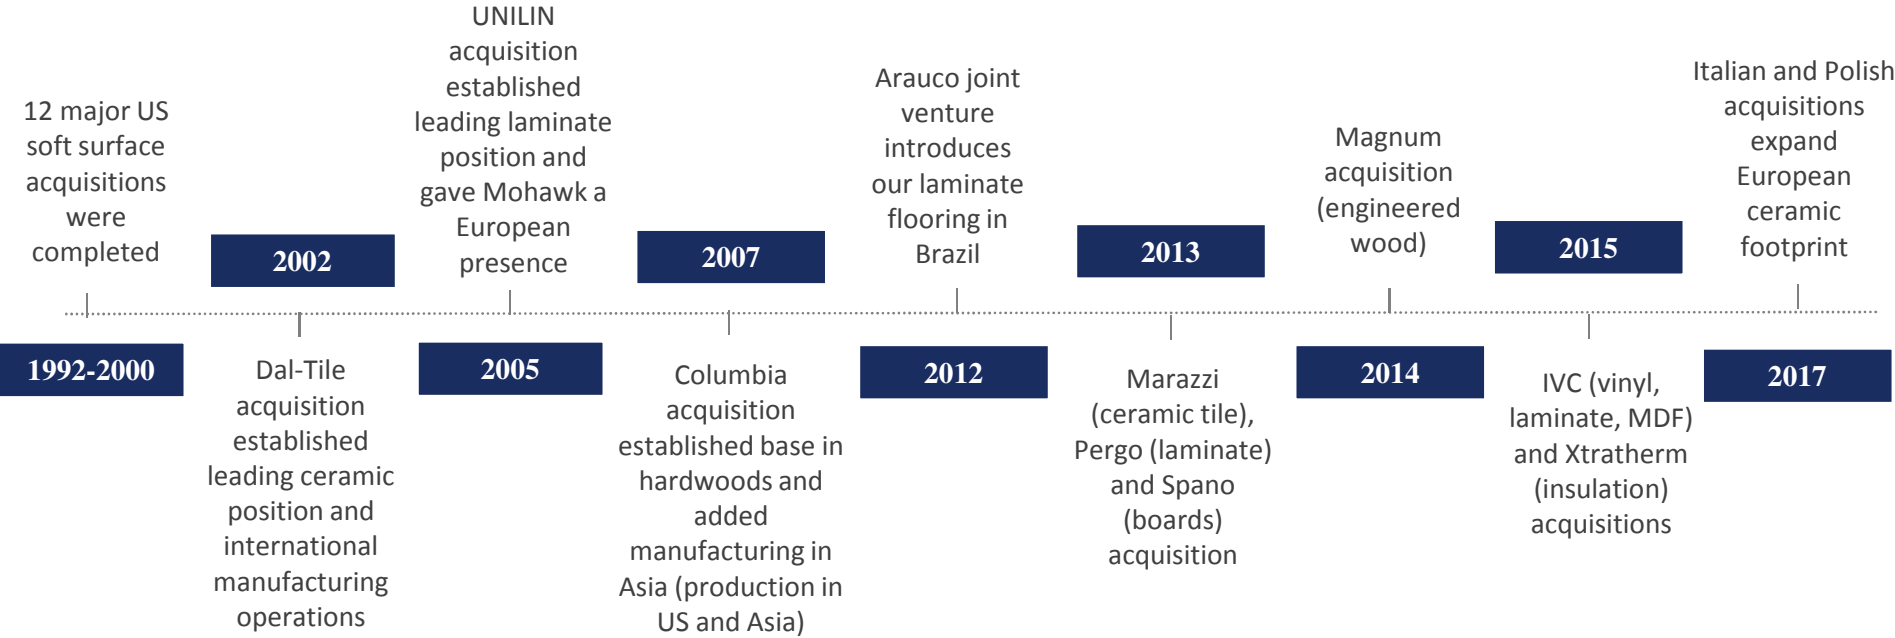 12 major US
soft surface
acquisitions
were
completed
1992-2000
2002
Dal-Tile
acquisition
established
leading ceramic
position and
international
manufacturing
operations
UNILIN
acquisition
established
leading laminate
position and
gave Mohawk a
European
presence
2005
2007
Columbia
acquisition
established base in
hardwoods and
added
manufacturing in
Asia (production in
US and Asia)
Arauco joint
venture
introduces
our laminate
flooring in
Brazil
2012
2013
Marazzi
(ceramic tile),
Pergo (laminate)
and Spano
(boards)
acquisition
Magnum
acquisition
(engineered
wood)
2014
2015
IVC (vinyl,
laminate, MDF)
and Xtratherm
(insulation)
acquisitions
Italian and Polish
acquisitions
expand
European
ceramic
footprint
2017